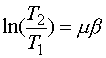 ln(T₂/T₁) = μβ